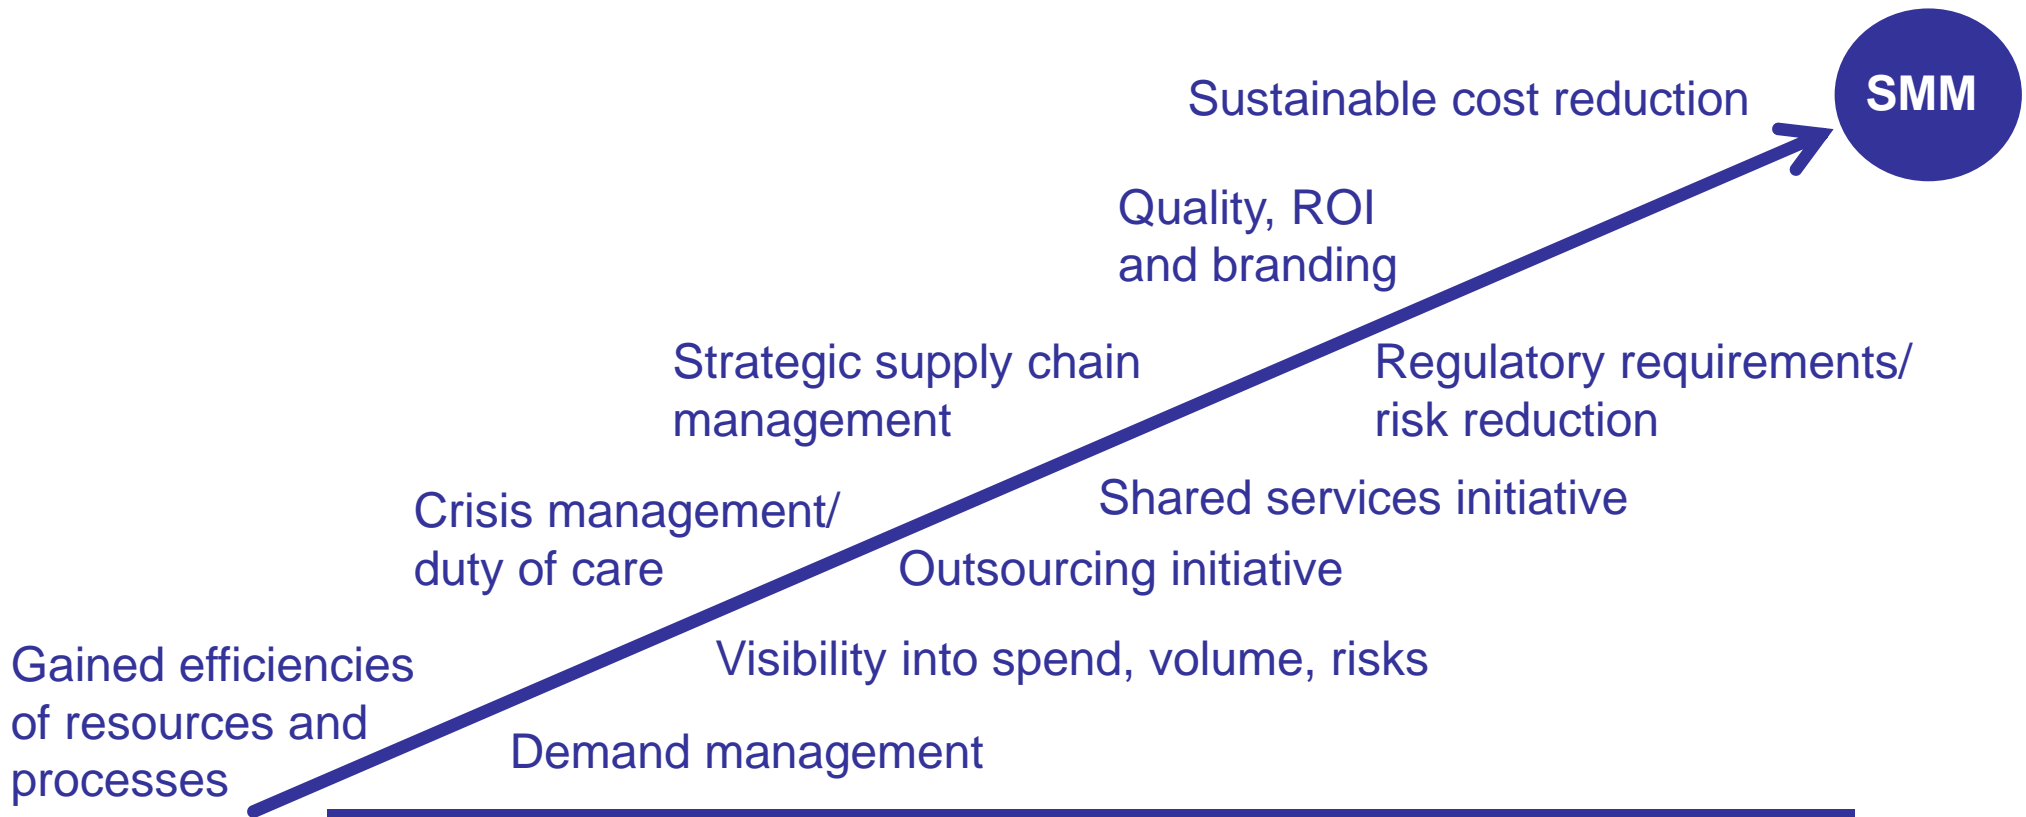 SMM
Sustainable cost reduction
Quality, ROI
and branding
Strategic supply chain
management
Regulatory requirements/
risk reduction
Crisis management/
duty of care
Shared services initiative
Outsourcing initiative
Gained efficiencies
of resources and
processes
Visibility into spend, volume, risks
Demand management